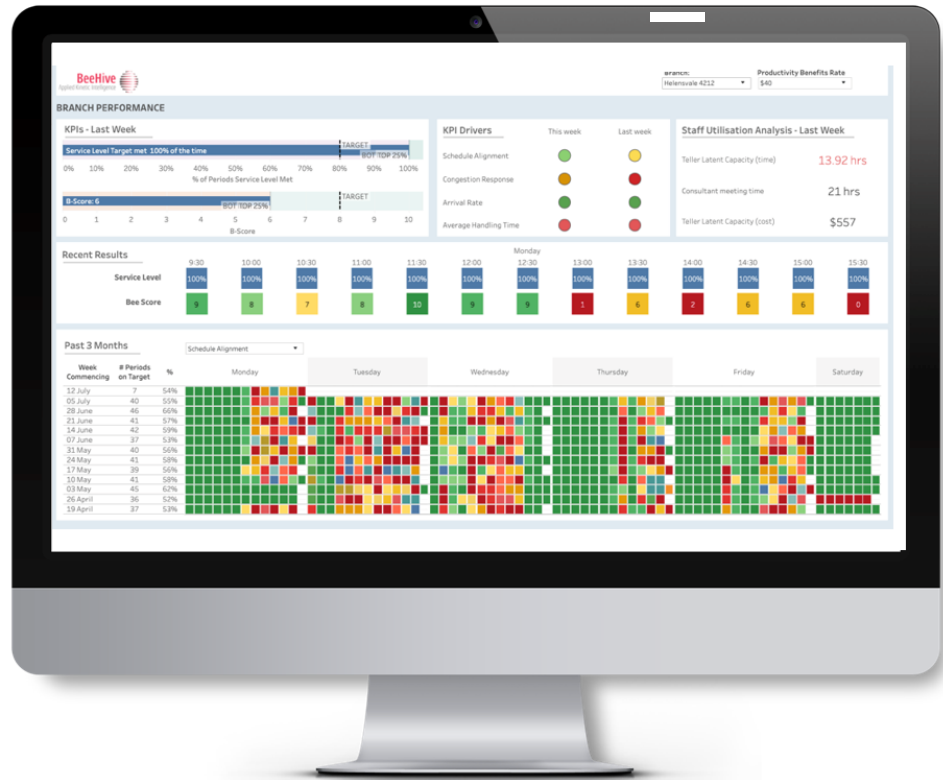 BeeHive
Applied Kinetic Intelligence
Branch: Productivity Benefits Rate
Helensvale 4212 $40
BRANCH PERFORMANCE
KPIs - Last Week
Service Level Target met 100% of the time
TARGET
BOT TOP 25%
0% 10% 20% 30% 40% 50% 60% 70% 80% 90% 100%
% of Periods Service Level Met
B-Score: 6
TARGET
BOT TOP 25%
0 1 2 3 4 5 6 7 8 9 10
B-Score
KPI Drivers This week Last week
Schedule Alignment
Congestion Response
Arrival Rate
Average Handling Time
Staff Utilisation Analysis - Last Week
Teller Latent Capacity (time) 13.92 hrs
Consultant meeting time 21 hrs
Teller Latent Capacity (cost) $557
Recent Results
Monday
9:30 10:00 10:30 11:00 11:30 12:00 12:30 13:00 13:30 14:00 14:30 15:00 15:30
Service Level 100% 100% 100% 100% 100% 100% 100% 100% 100% 100% 100% 100% 100%
Bee Score 9 8 7 8 10 9 9 1 6 2 6 6 0
Past 3 Months
Schedule Alignment
Week Commencing # Periods on Target % Monday Tuesday Wednesday Thursday Friday Saturday
12 July 7 54%
05 July 40 55%
28 June 46 66%
21 June 41 57%
14 June 42 59%
07 June 37 53%
31 May 40 56%
24 May 41 58%
17 May 39 56%
10 May 41 58%
03 May 45 62%
26 April 36 52%
19 April 37 53%